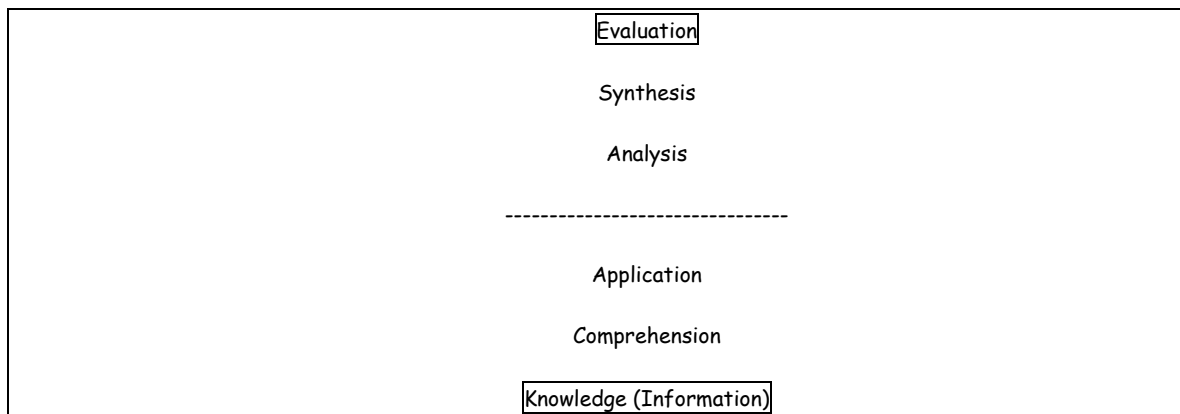 Evaluation
Synthesis
Analysis
--------------------------------
Application
Comprehension
Knowledge (Information)